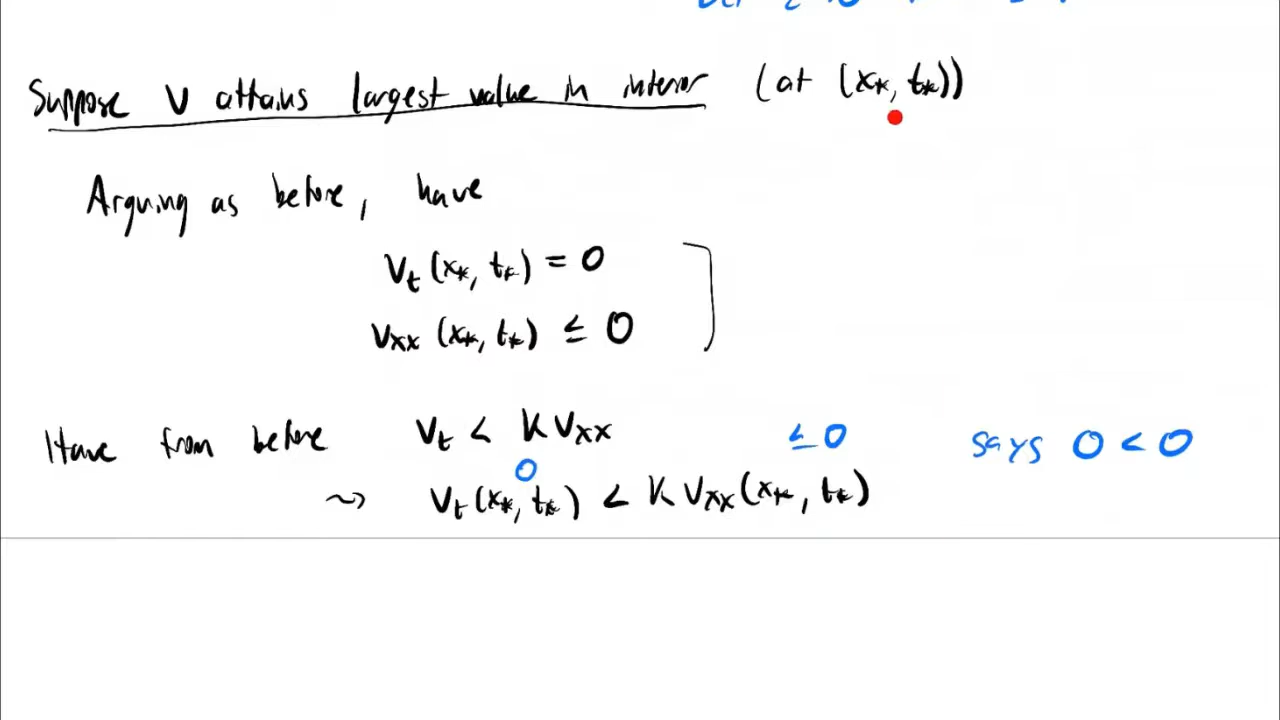 Suppose v attains largest value in interior (at (x*, t*))
Arguing as before, have
v_t (x*, t*) = 0
v_xx (x*, t*) ≤ 0
Have from before v_t < k v_xx ≤ 0 says 0 < 0
0
⇝ v_t (x*, t*) < k v_xx (x*, t*)